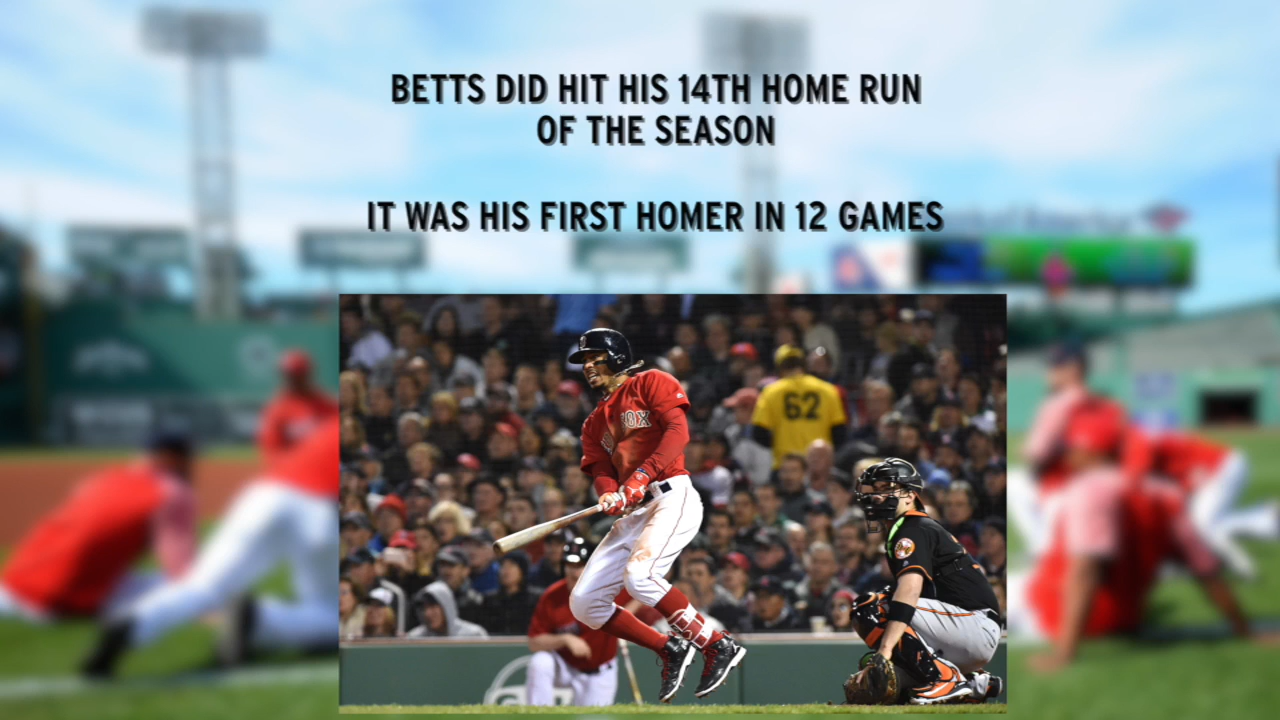 BETTS DID HIT HIS 14TH HOME RUN
OF THE SEASON
IT WAS HIS FIRST HOMER IN 12 GAMES
62